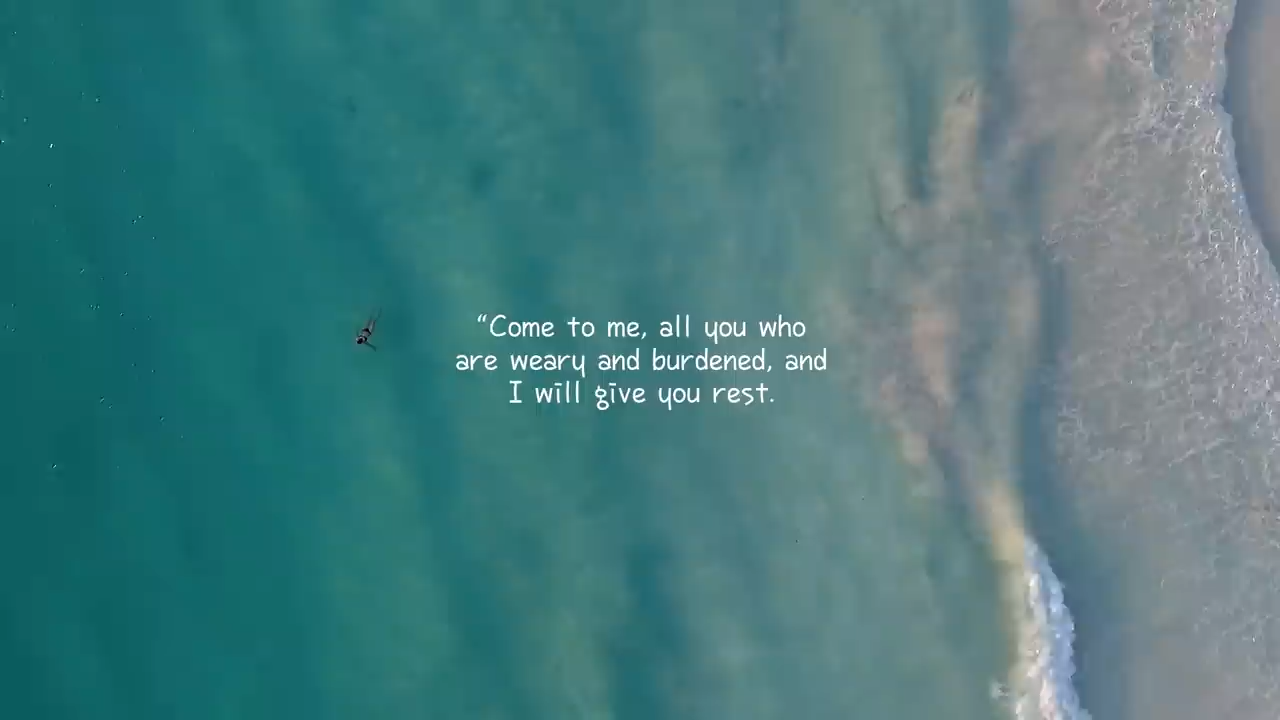 “Come to me, all you who
are weary and burdened, and
I will give you rest.